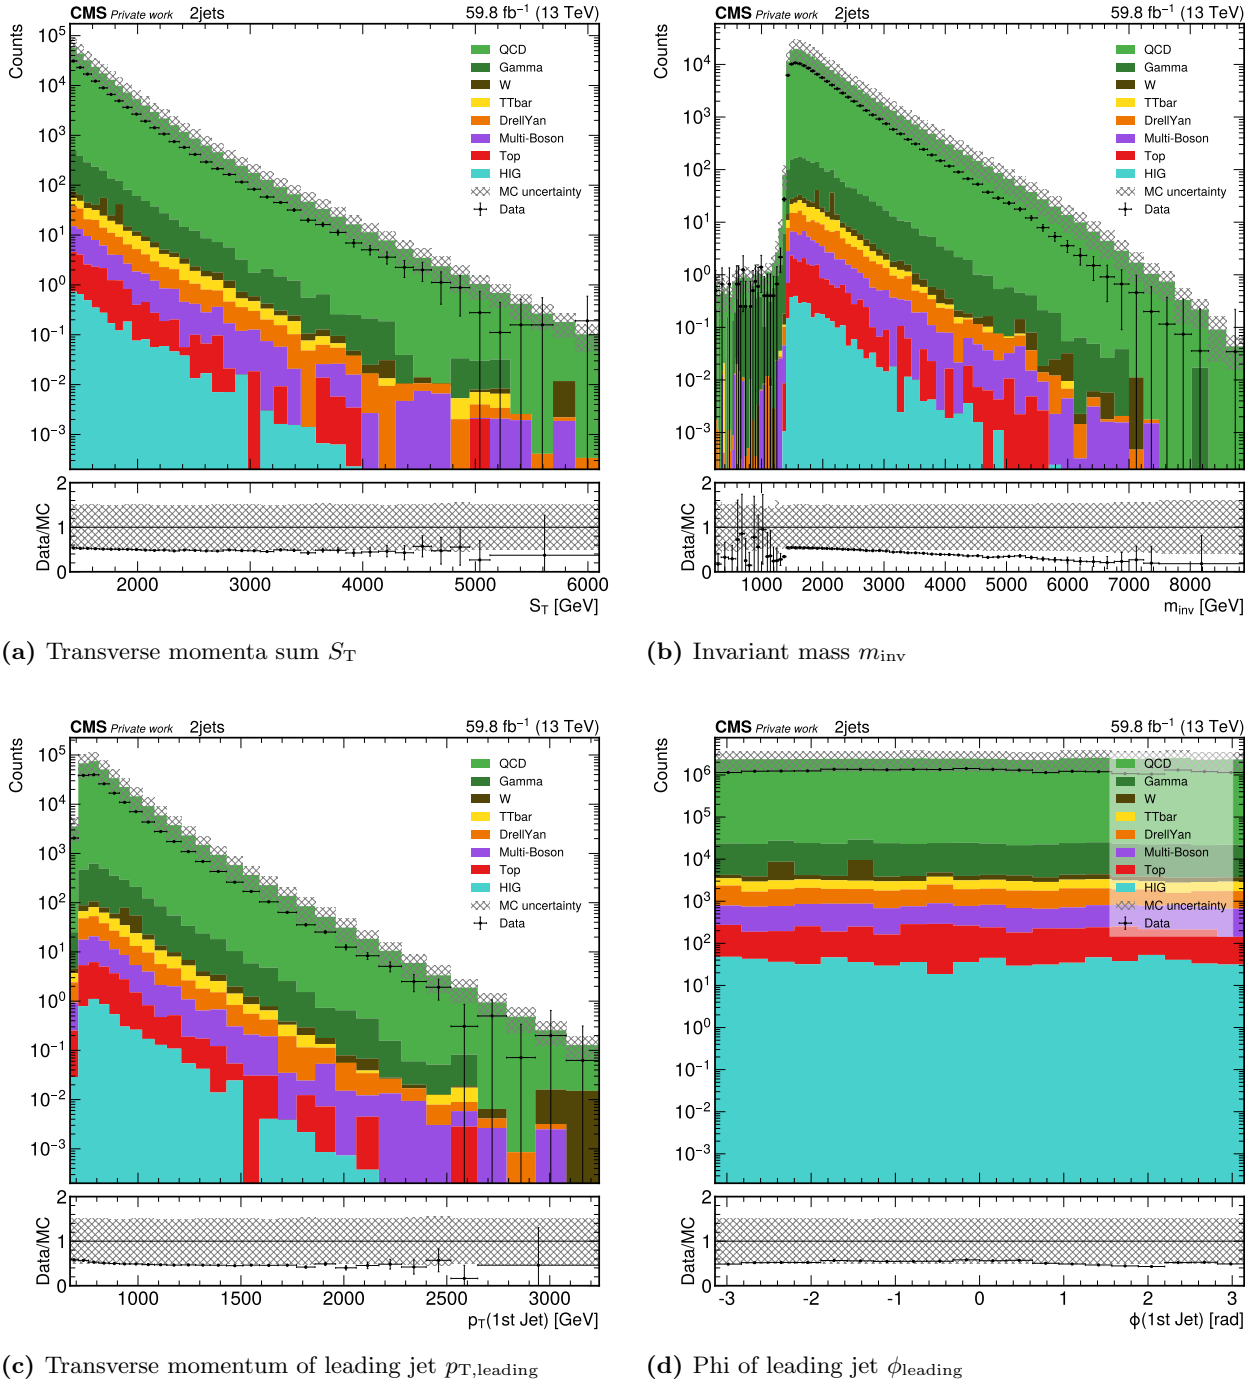 CMS Private work 2jets 59.8 fb⁻¹ (13 TeV)
Counts
10⁵
10⁴
10³
10²
10¹
10⁰
10⁻¹
10⁻²
10⁻³
QCD
Gamma
W
TTbar
DrellYan
Multi-Boson
Top
HIG
MC uncertainty
Data
Data/MC
2
1
0
2000 3000 4000 5000 6000
S_T [GeV]
(a) Transverse momenta sum S_T
CMS Private work 2jets 59.8 fb⁻¹ (13 TeV)
Counts
10⁴
10³
10²
10¹
10⁰
10⁻¹
10⁻²
10⁻³
QCD
Gamma
W
TTbar
DrellYan
Multi-Boson
Top
HIG
MC uncertainty
Data
Data/MC
2
1
0
1000 2000 3000 4000 5000 6000 7000 8000
m_inv [GeV]
(b) Invariant mass m_inv
CMS Private work 2jets 59.8 fb⁻¹ (13 TeV)
Counts
10⁵
10⁴
10³
10²
10¹
10⁰
10⁻¹
10⁻²
10⁻³
QCD
Gamma
W
TTbar
DrellYan
Multi-Boson
Top
HIG
MC uncertainty
Data
Data/MC
2
1
0
1000 1500 2000 2500 3000
p_T(1st Jet) [GeV]
(c) Transverse momentum of leading jet p_T,leading
CMS Private work 2jets 59.8 fb⁻¹ (13 TeV)
Counts
10⁶
10⁵
10⁴
10³
10²
10¹
10⁰
10⁻¹
10⁻²
10⁻³
QCD
Gamma
W
TTbar
DrellYan
Multi-Boson
Top
HIG
MC uncertainty
Data
Data/MC
2
1
0
-3 -2 -1 0 1 2 3
ϕ(1st Jet) [rad]
(d) Phi of leading jet ϕ_leading